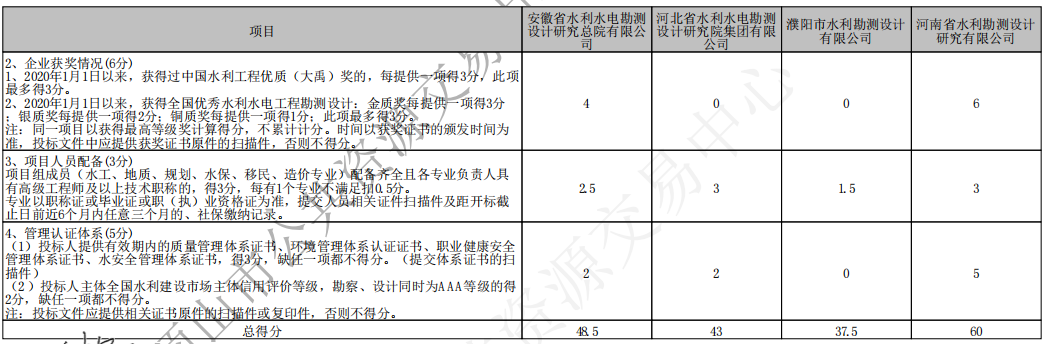 项目
安徽省水利水电勘测
设计研究总院有限公
司
河北省水利水电勘测
设计研究院集团有限
公司
濮阳市水利勘测设计
有限公司
河南省水利勘测设计
研究有限公司
2、企业获奖情况(6分)
1、2020年1月1日以来，获得过中国水利工程优质（大禹）奖的，每提供一项得3分，此项
最多得3分。
2、2020年1月1日以来，获得全国优秀水利水电工程勘测设计：金质奖每提供一项得3分
；银质奖每提供一项得2分；铜质奖每提供一项得1分；此项最多得3分。
注：同一项目以获得最高等级奖计算得分，不累计计分。时间以获奖证书的颁发时间为
准，投标文件中应提供获奖证书原件的扫描件，否则不得分。
4
0
0
6
3、项目人员配备(3分)
项目组成员（水工、地质、规划、水保、移民、造价专业）配备齐全且各专业负责人具
有高级工程师及以上技术职称的，得3分，每有1个专业不满足扣0.5分。
专业以职称证或毕业证或职（执）业资格证为准，提交人员相关证件扫描件及距开标截
止日前近6个月内任意三个月的、社保缴纳记录。
2.5
3
1.5
3
4、管理认证体系(5分)
（1）投标人提供有效期内的质量管理体系证书、环境管理体系认证证书、职业健康安全
管理体系证书、水安全管理体系证书，得3分，缺任一项都不得分。（提交体系证书的扫
描件）
（2）投标人主体全国水利建设市场主体信用评价等级，勘察、设计同时为AAA等级的得
2分，缺任一项都不得分。
注：投标文件应提供相关证书原件的扫描件或复印件，否则不得分。
2
2
0
5
总得分
48.5
43
37.5
60